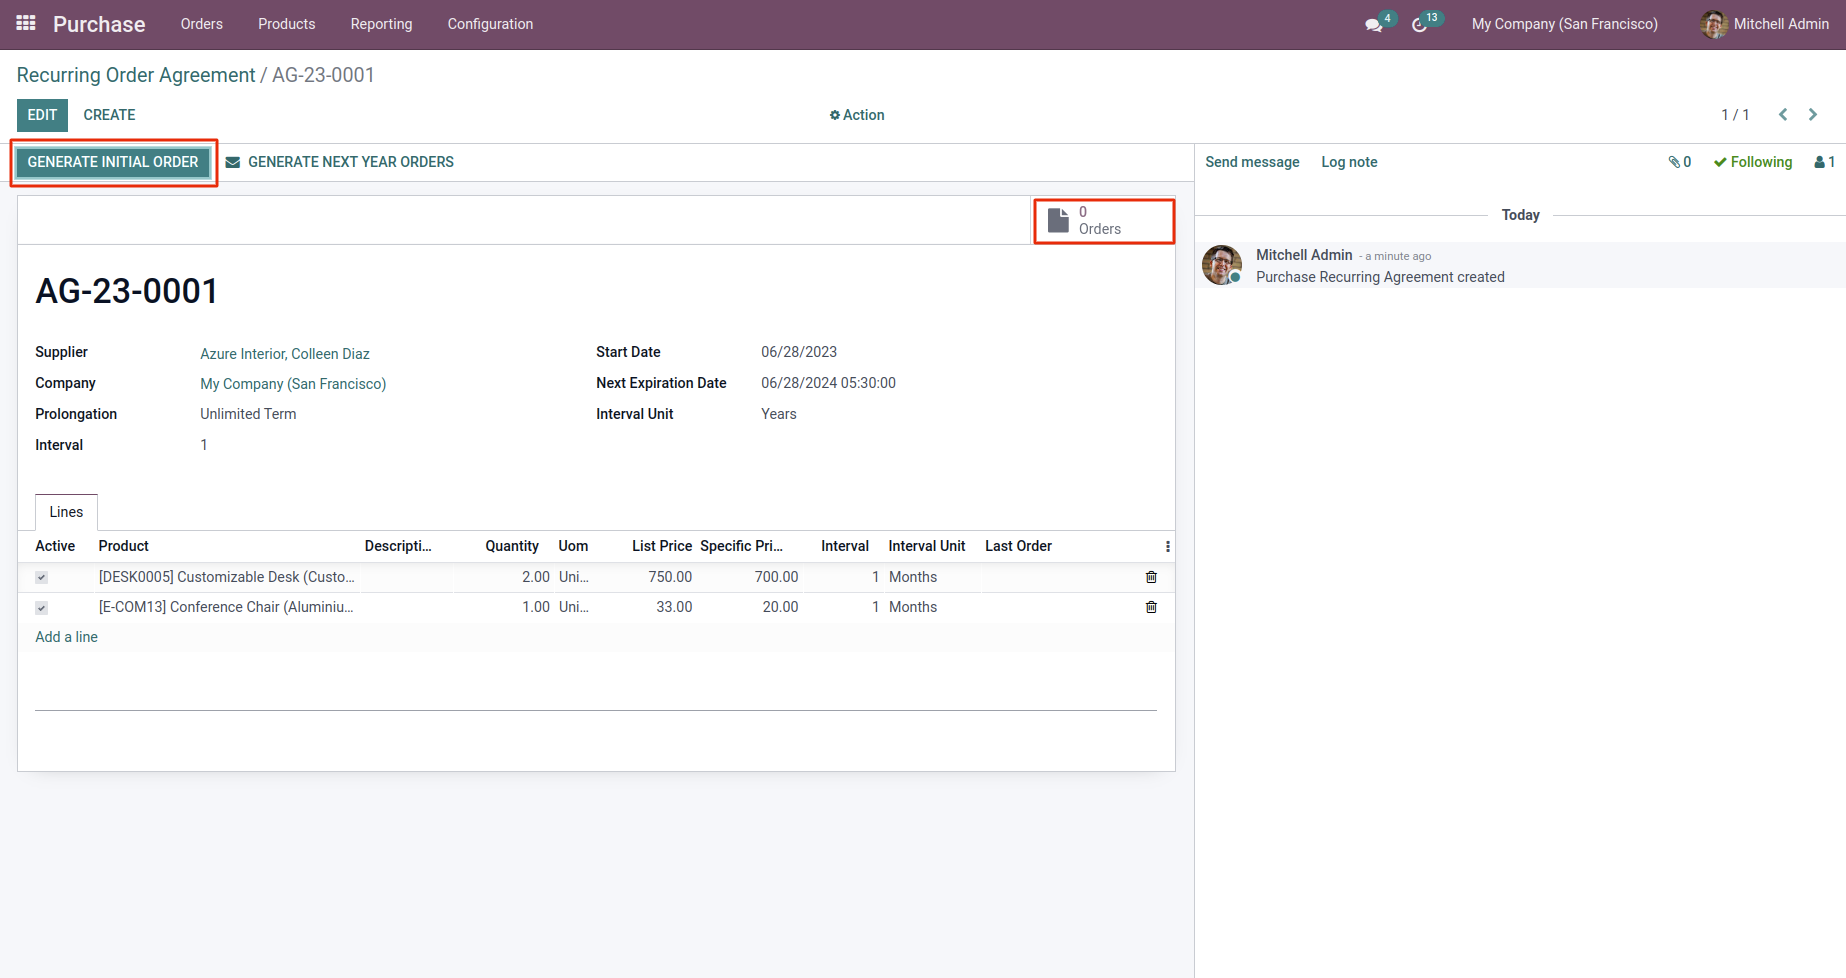 Purchase Orders Products Reporting Configuration 4 13 My Company (San Francisco) Mitchell Admin
Recurring Order Agreement / AG-23-0001
EDIT CREATE Action 1 / 1
GENERATE INITIAL ORDER GENERATE NEXT YEAR ORDERS
0
Orders
AG-23-0001
Supplier Azure Interior, Colleen Diaz Start Date 06/28/2023
Company My Company (San Francisco) Next Expiration Date 06/28/2024 05:30:00
Prolongation Unlimited Term Interval Unit Years
Interval 1
Lines
Active Product Descripti... Quantity Uom List Price Specific Pri... Interval Interval Unit Last Order
[DESK0005] Customizable Desk (Custo... 2.00 Uni... 750.00 700.00 1 Months
[E-COM13] Conference Chair (Aluminiu... 1.00 Uni... 33.00 20.00 1 Months
Add a line
Send message Log note 0 Following 1
Today
Mitchell Admin - a minute ago
Purchase Recurring Agreement created